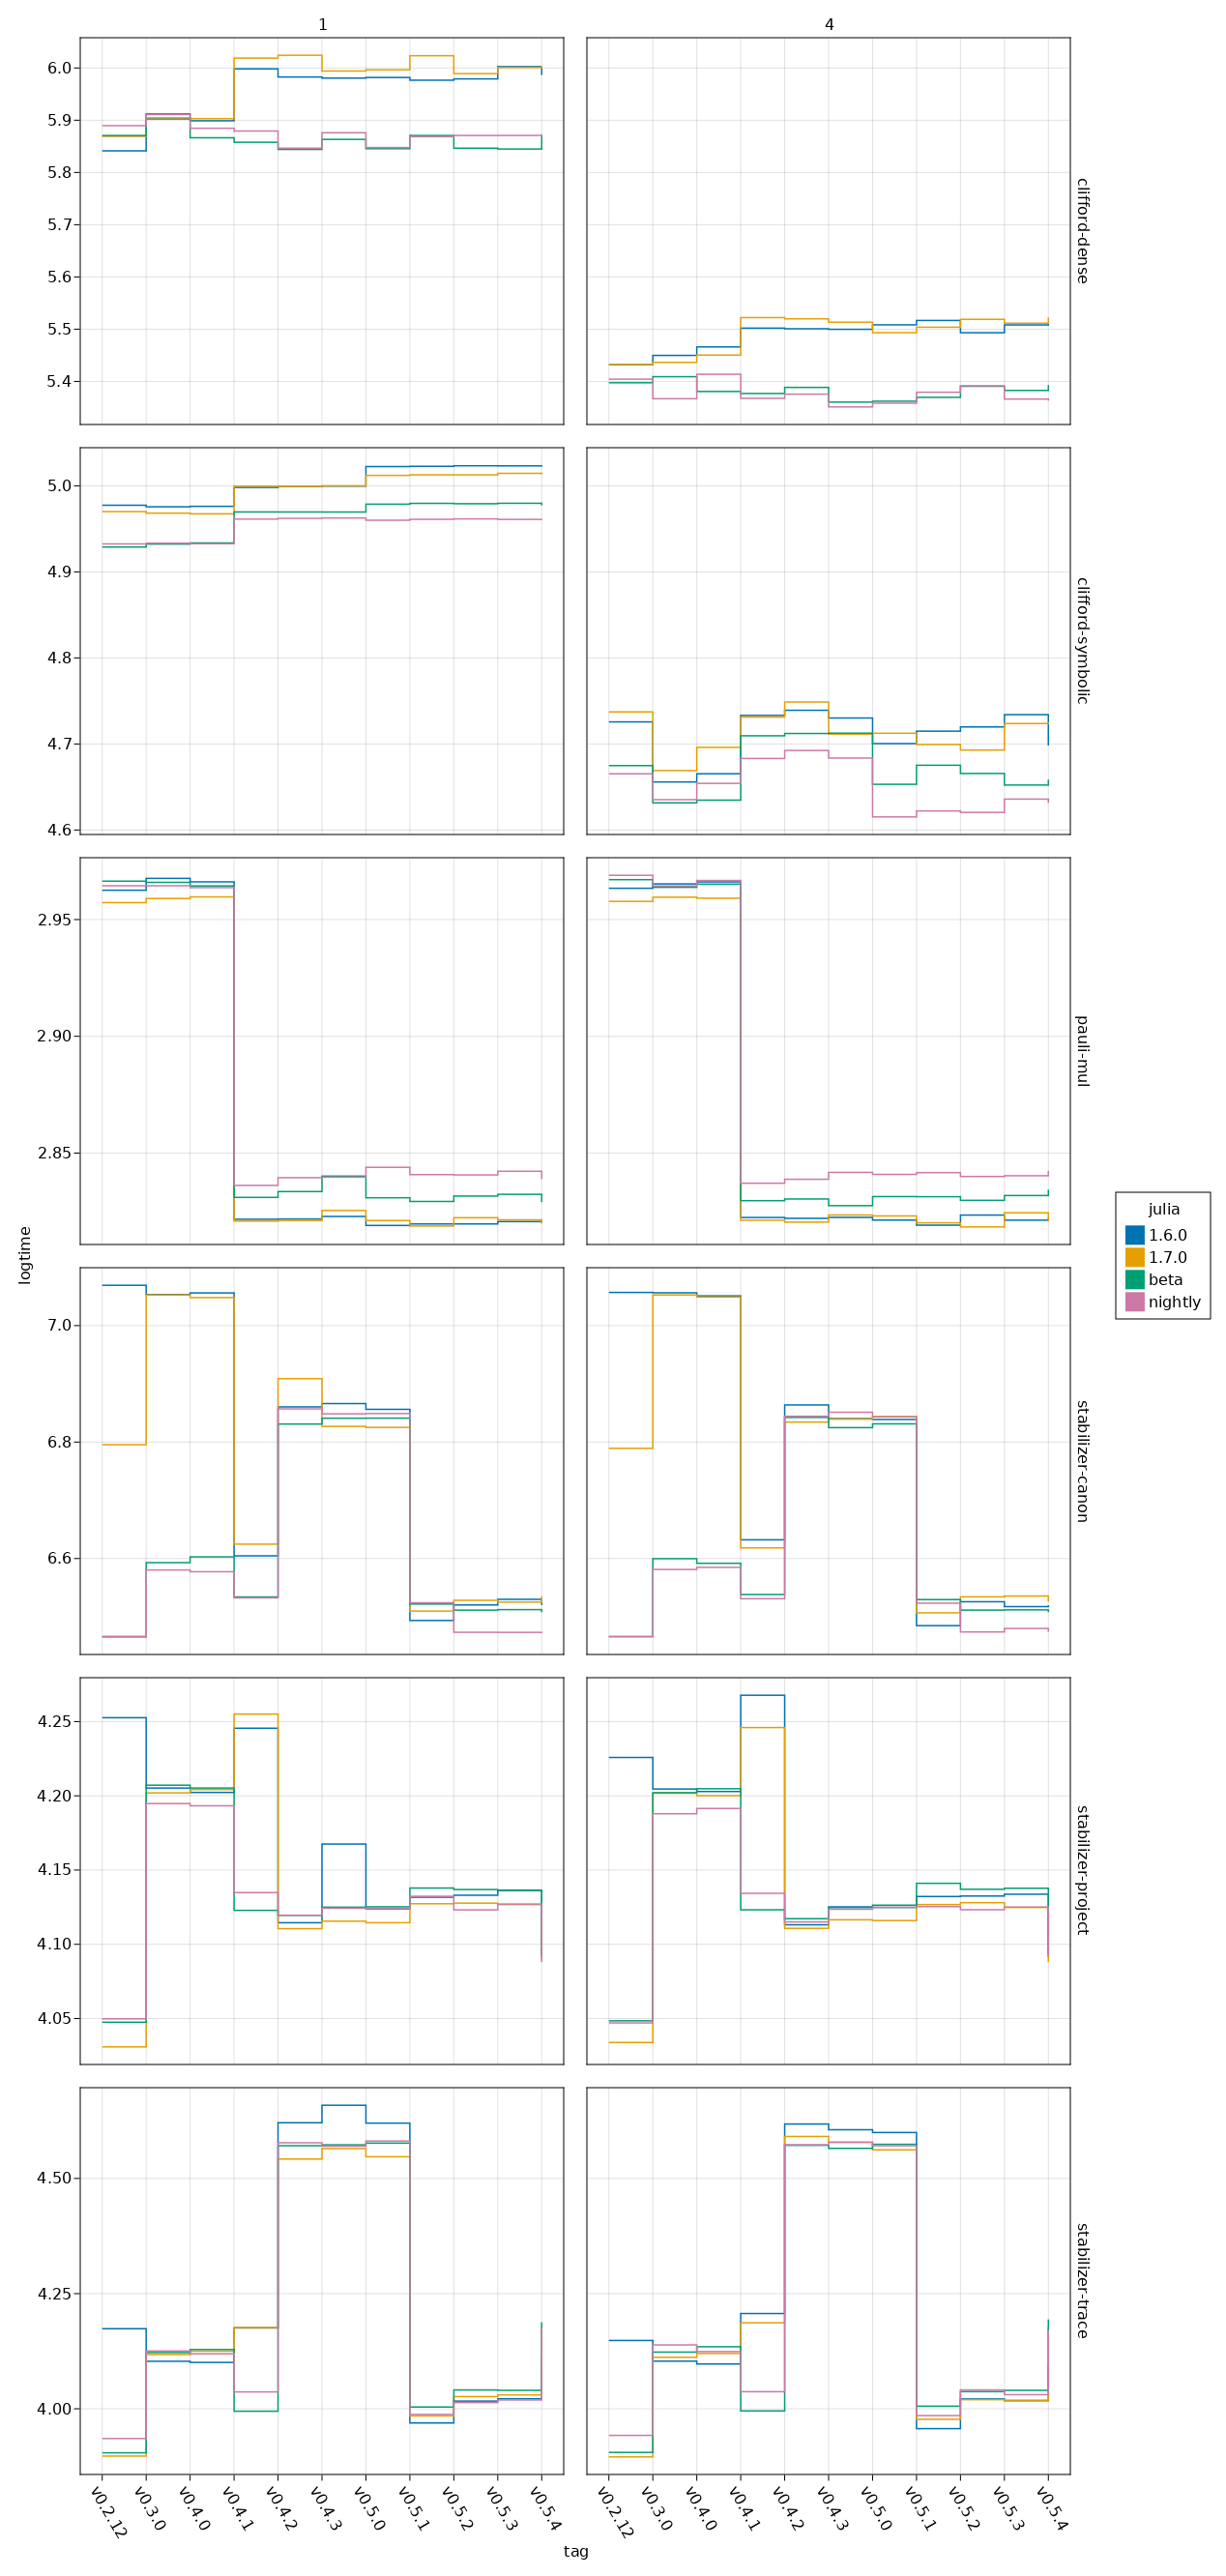 1
4
6.0
5.9
5.8
5.7
5.6
5.5
5.4
clifford-dense
5.0
4.9
4.8
4.7
4.6
clifford-symbolic
2.95
2.90
2.85
pauli-mul
logtime
julia
1.6.0
1.7.0
beta
nightly
7.0
6.8
6.6
stabilizer-canon
4.25
4.20
4.15
4.10
4.05
stabilizer-project
4.50
4.25
4.00
stabilizer-trace
v0.2.12
v0.3.0
v0.4.0
v0.4.1
v0.4.2
v0.4.3
v0.5.0
v0.5.1
v0.5.2
v0.5.3
v0.5.4
v0.2.12
v0.3.0
v0.4.0
v0.4.1
v0.4.2
v0.4.3
v0.5.0
v0.5.1
v0.5.2
v0.5.3
v0.5.4
tag